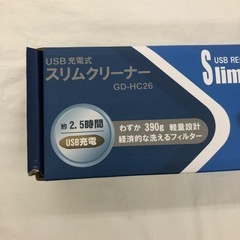 USB 充電式
スリムクリーナー
GD-HC26
約2.5時間
USB充電
わずか 390g 軽量設計
経済的な洗えるフィルター
USB RE
Slim